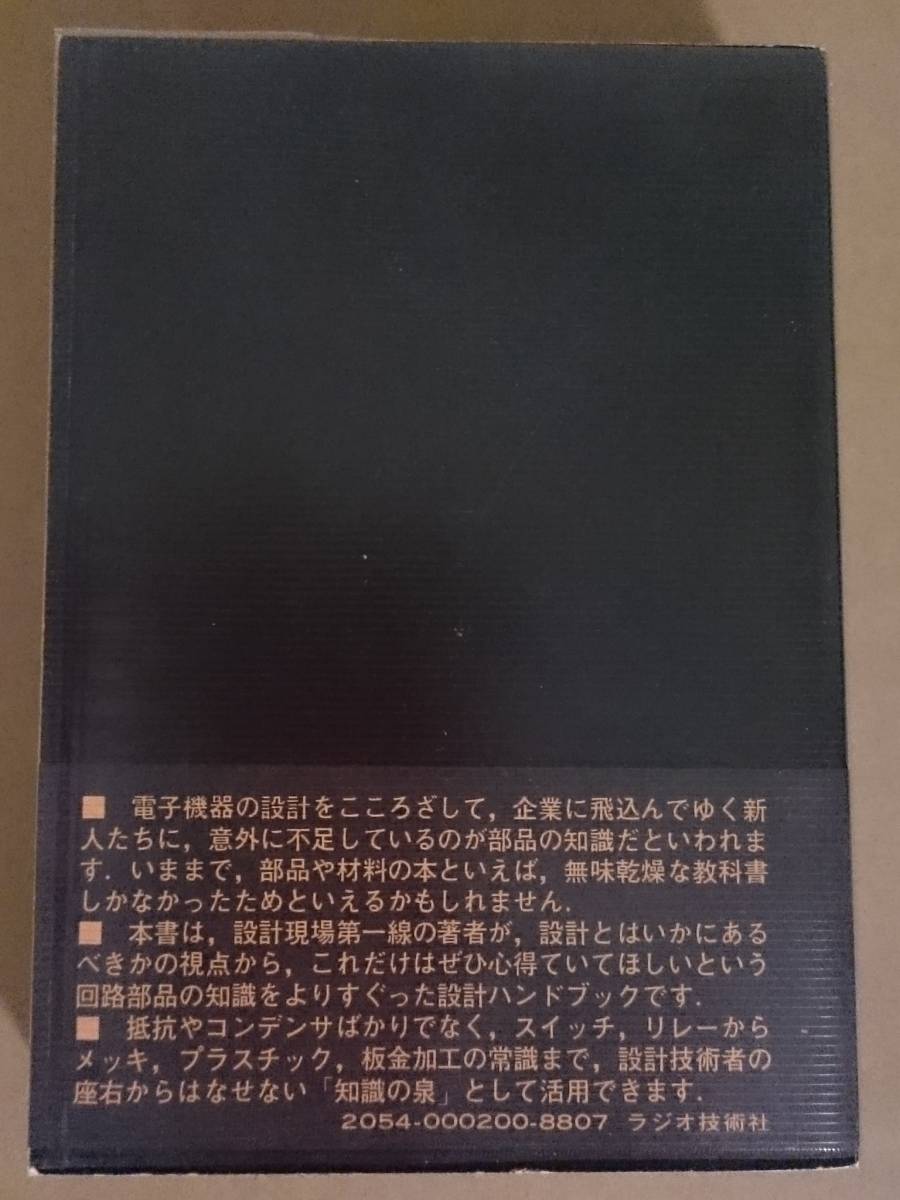 ■ 電子機器の設計をこころざして，企業に飛込んでゆく新
人たちに，意外に不足しているのが部品の知識だといわれま
す．いままで，部品や材料の本といえば，無味乾燥な教科書
しかなかったためといえるかもしれません．
■ 本書は，設計現場第一線の著者が，設計とはいかにある
べきかの視点から，これだけはぜひ心得ていてほしいという
回路部品の知識をよりすぐった設計ハンドブックです．
■ 抵抗やコンデンサばかりでなく，スイッチ，リレーから
メッキ，プラスチック，板金加工の常識まで，設計技術者の
座右からはなせない「知識の泉」として活用できます．
2054-000200-8807 ラジオ技術社